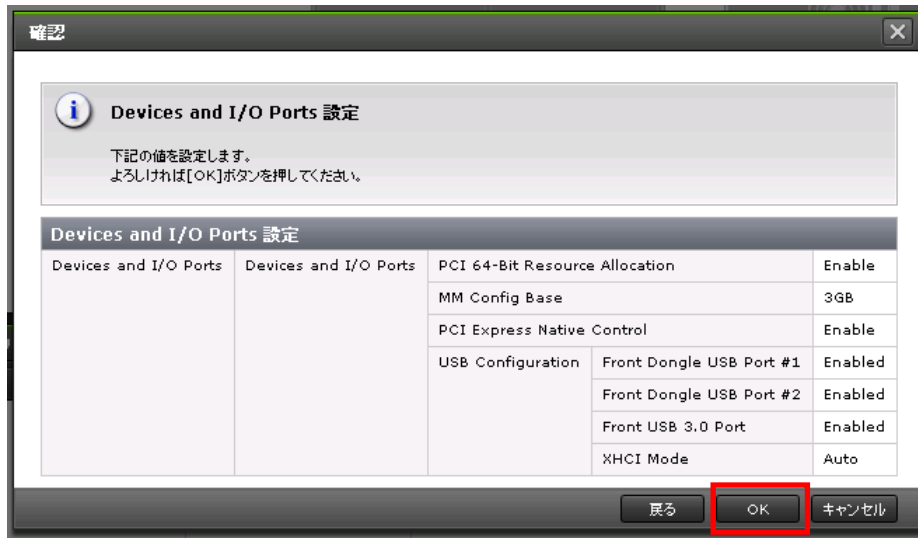 確認
Devices and I/O Ports 設定
下記の値を設定します。
よろしければ[OK]ボタンを押してください。
Devices and I/O Ports 設定
Devices and I/O Ports Devices and I/O Ports PCI 64-Bit Resource Allocation Enable
MM Config Base 3GB
PCI Express Native Control Enable
USB Configuration Front Dongle USB Port #1 Enabled
Front Dongle USB Port #2 Enabled
Front USB 3.0 Port Enabled
XHCI Mode Auto
戻る OK キャンセル